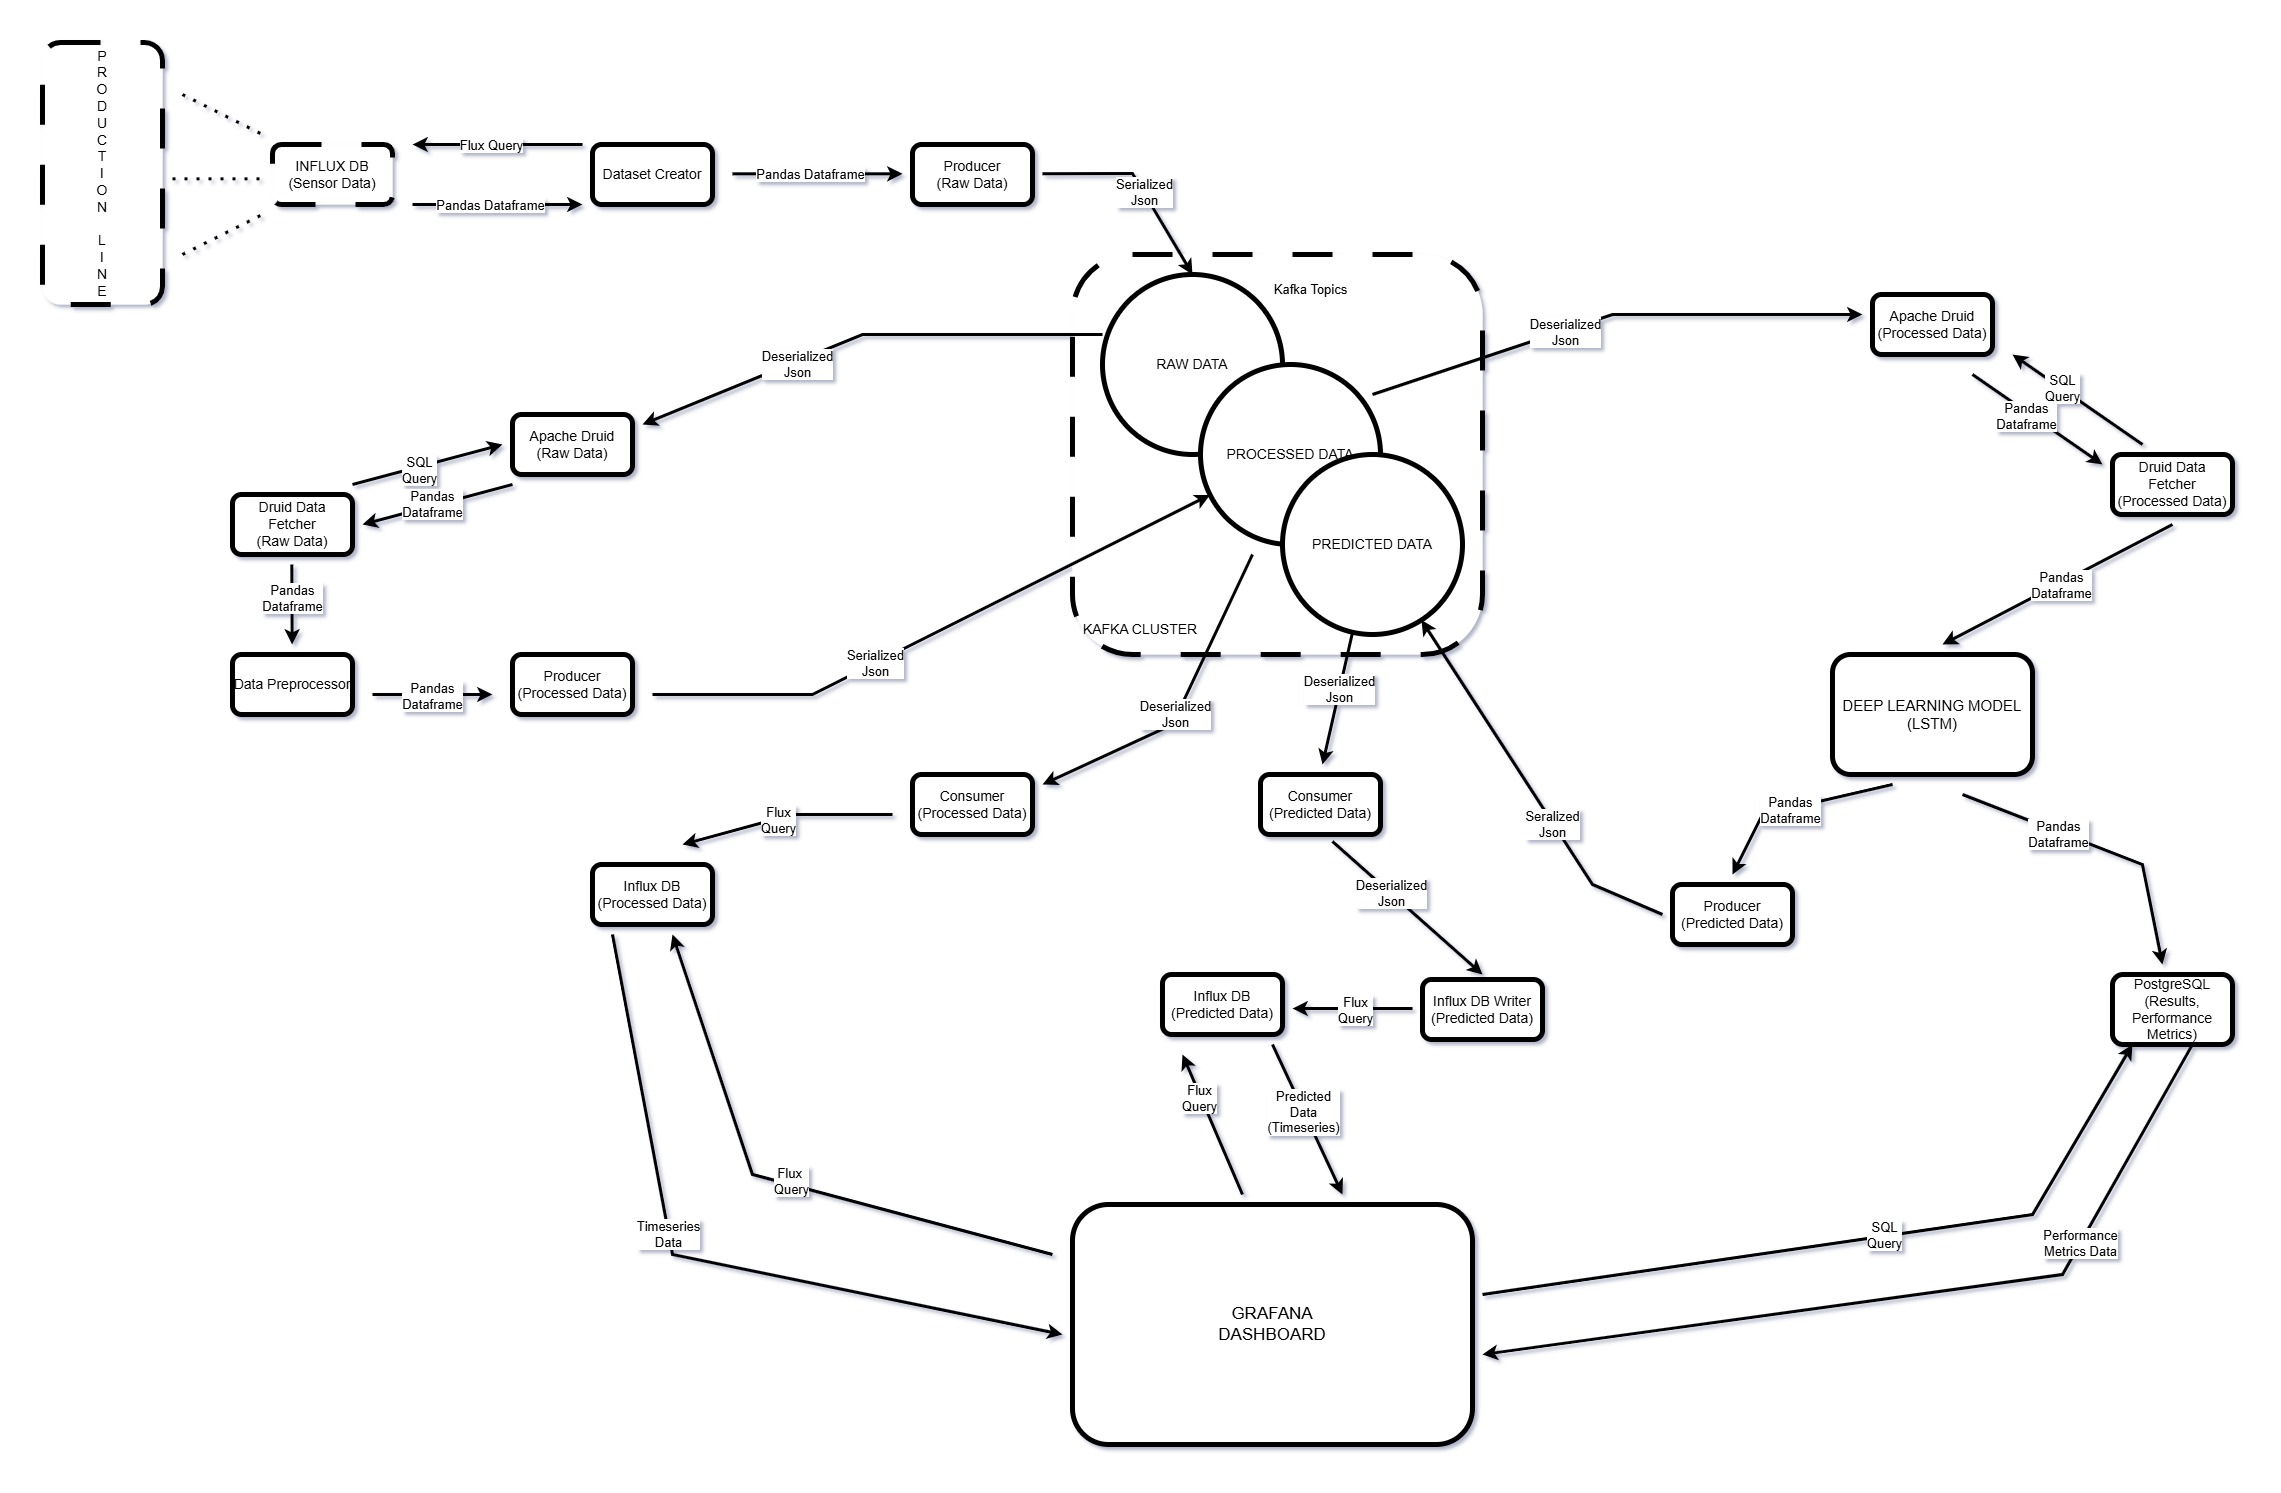 P
R
O
D
U
C
T
I
O
N
L
I
N
E
INFLUX DB
(Sensor Data)
Flux Query
Pandas Dataframe
Dataset Creator
Pandas Dataframe
Producer
(Raw Data)
Serialized
Json
Kafka Topics
RAW DATA
PROCESSED DATA
PREDICTED DATA
KAFKA CLUSTER
Deserialized
Json
Apache Druid
(Raw Data)
SQL
Query
Pandas
Dataframe
Druid Data
Fetcher
(Raw Data)
Pandas
Dataframe
Data Preprocessor
Pandas
Dataframe
Producer
(Processed Data)
Serialized
Json
Deserialized
Json
Apache Druid
(Processed Data)
SQL
Query
Pandas
Dataframe
Druid Data
Fetcher
(Processed Data)
Pandas
Dataframe
DEEP LEARNING MODEL
(LSTM)
Pandas
Dataframe
Pandas
Dataframe
Producer
(Predicted Data)
Seralized
Json
Deserialized
Json
Deserialized
Json
Consumer
(Processed Data)
Consumer
(Predicted Data)
Flux
Query
Influx DB
(Processed Data)
Deserialized
Json
Influx DB Writer
(Predicted Data)
Flux
Query
Influx DB
(Predicted Data)
PostgreSQL
(Results,
Performance
Metrics)
Flux
Query
Predicted
Data
(Timeseries)
Flux
Query
Timeseries
Data
SQL
Query
Performance
Metrics Data
GRAFANA
DASHBOARD